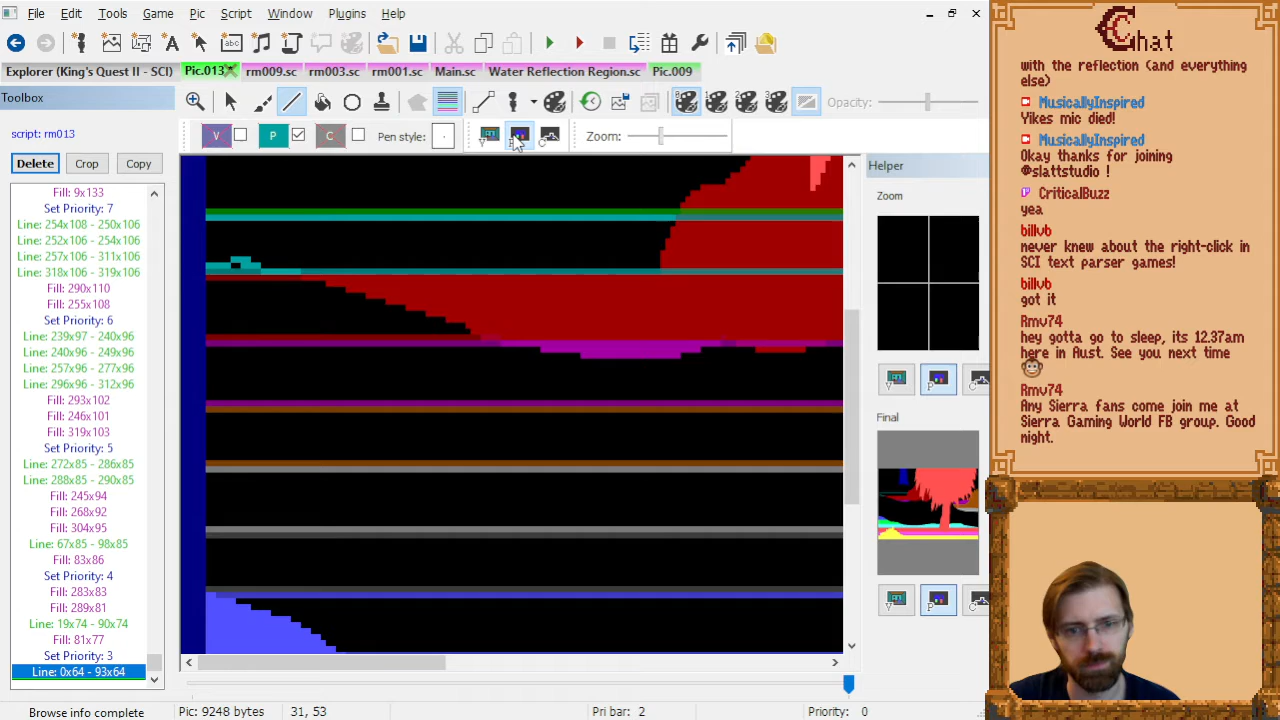 File Edit Tools Game Pic Script Window Plugins Help
Explorer (King's Quest II - SCI) Pic.013 rm009.sc rm003.sc rm001.sc Main.sc Water Reflection Region.sc Pic.009
Toolbox
Opacity:
script: rm013
V P C Pen style: V P C Zoom:
Delete Crop Copy
Fill: 9x133
Set Priority: 7
Line: 254x108 - 250x106
Line: 252x106 - 254x106
Line: 257x106 - 311x106
Line: 318x106 - 319x106
Fill: 290x110
Fill: 255x108
Set Priority: 6
Line: 239x97 - 240x96
Line: 240x96 - 249x96
Line: 257x96 - 277x96
Line: 296x96 - 312x96
Fill: 293x102
Fill: 246x101
Fill: 319x103
Set Priority: 5
Line: 272x85 - 286x85
Line: 288x85 - 290x85
Fill: 245x94
Fill: 268x92
Fill: 304x95
Line: 67x85 - 98x85
Fill: 83x86
Set Priority: 4
Fill: 283x83
Fill: 289x81
Line: 19x74 - 90x74
Fill: 81x77
Set Priority: 3
Line: 0x64 - 93x64
Helper
Zoom
V P C
Final
V P C
Browse info complete Pic: 9248 bytes Pri bar: 2 Priority: 0
Chat
with the reflection (and everything
else)
MusicallyInspired
Yikes mic died!
MusicallyInspired
Okay thanks for joining
@slattstudio !
CriticalBuzz
yea
billvb
never knew about the right-click in
SCI text parser games!
billvb
got it
Rmv74
hey gotta go to sleep, its 12.37am
here in Aust. See you next time
Rmv74
Any Sierra fans come join me at
Sierra Gaming World FB group. Good
night.